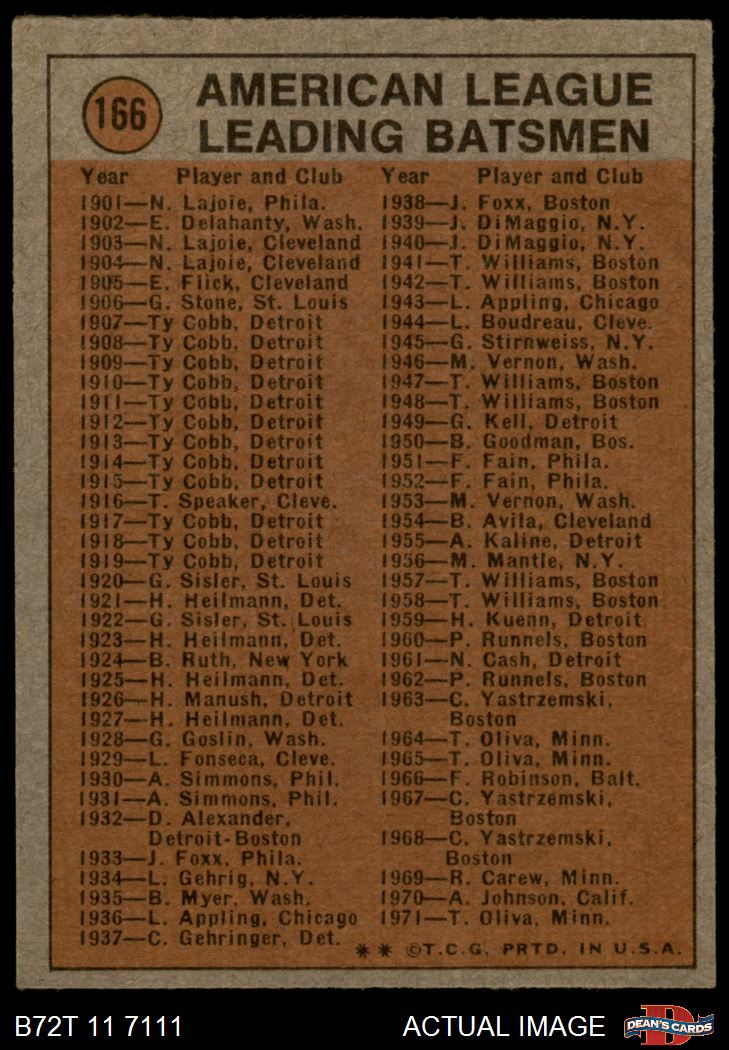 166
AMERICAN LEAGUE
LEADING BATSMEN
Year Player and Club
1901—N. Lajoie, Phila.
1902—E. Delahanty, Wash.
1903—N. Lajoie, Cleveland
1904—N. Lajoie, Cleveland
1905—E. Flick, Cleveland
1906—G. Stone, St. Louis
1907—Ty Cobb, Detroit
1908—Ty Cobb, Detroit
1909—Ty Cobb, Detroit
1910—Ty Cobb, Detroit
1911—Ty Cobb, Detroit
1912—Ty Cobb, Detroit
1913—Ty Cobb, Detroit
1914—Ty Cobb, Detroit
1915—Ty Cobb, Detroit
1916—T. Speaker, Cleve.
1917—Ty Cobb, Detroit
1918—Ty Cobb, Detroit
1919—Ty Cobb, Detroit
1920—G. Sisler, St. Louis
1921—H. Heilmann, Det.
1922—G. Sisler, St. Louis
1923—H. Heilmann, Det.
1924—B. Ruth, New York
1925—H. Heilmann, Det.
1926—H. Manush, Detroit
1927—H. Heilmann, Det.
1928—G. Goslin, Wash.
1929—L. Fonseca, Cleve.
1930—A. Simmons, Phil.
1931—A. Simmons, Phil.
1932—D. Alexander,
Detroit-Boston
1933—J. Foxx, Phila.
1934—L. Gehrig, N.Y.
1935—B. Myer, Wash.
1936—L. Appling, Chicago
1937—C. Gehringer, Det.
Year Player and Club
1938—J. Foxx, Boston
1939—J. DiMaggio, N.Y.
1940—J. DiMaggio, N.Y.
1941—T. Williams, Boston
1942—T. Williams, Boston
1943—L. Appling, Chicago
1944—L. Boudreau, Cleve.
1945—G. Stirnweiss, N.Y.
1946—M. Vernon, Wash.
1947—T. Williams, Boston
1948—T. Williams, Boston
1949—G. Kell, Detroit
1950—B. Goodman, Bos.
1951—F. Fain, Phila.
1952—F. Fain, Phila.
1953—M. Vernon, Wash.
1954—B. Avila, Cleveland
1955—A. Kaline, Detroit
1956—M. Mantle, N.Y.
1957—T. Williams, Boston
1958—T. Williams, Boston
1959—H. Kuenn, Detroit
1960—P. Runnels, Boston
1961—N. Cash, Detroit
1962—P. Runnels, Boston
1963—C. Yastrzemski,
Boston
1964—T. Oliva, Minn.
1965—T. Oliva, Minn.
1966—F. Robinson, Balt.
1967—C. Yastrzemski,
Boston
1968—C. Yastrzemski,
Boston
1969—R. Carew, Minn.
1970—A. Johnson, Calif.
1971—T. Oliva, Minn.
** ©T.C.G. PRTD. IN U.S.A.
B72T 11 7111
ACTUAL IMAGE
DEAN'S CARDS